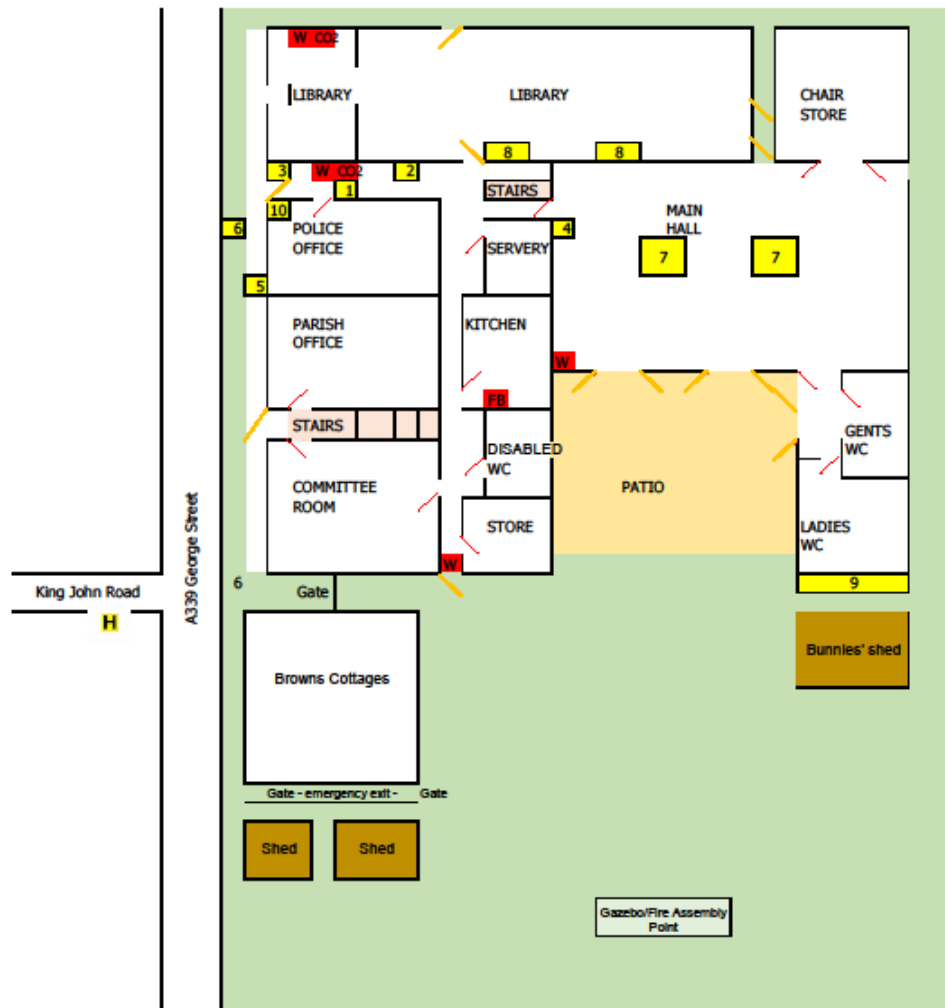 W CO2
LIBRARY
LIBRARY
CHAIR
STORE
8
8
3
W CO2
2
1
STAIRS
10
MAIN
HALL
6
POLICE
OFFICE
SERVERY
4
7
7
5
PARISH
OFFICE
KITCHEN
W
FB
STAIRS
DISABLED
WC
GENTS
WC
COMMITTEE
ROOM
PATIO
STORE
LADIES
WC
W
A339 George Street
King John Road
6
Gate
9
H
Browns Cottages
Bunnies' shed
Gate - emergency exit -
Gate
Shed
Shed
Gazebo/Fire Assembly
Point